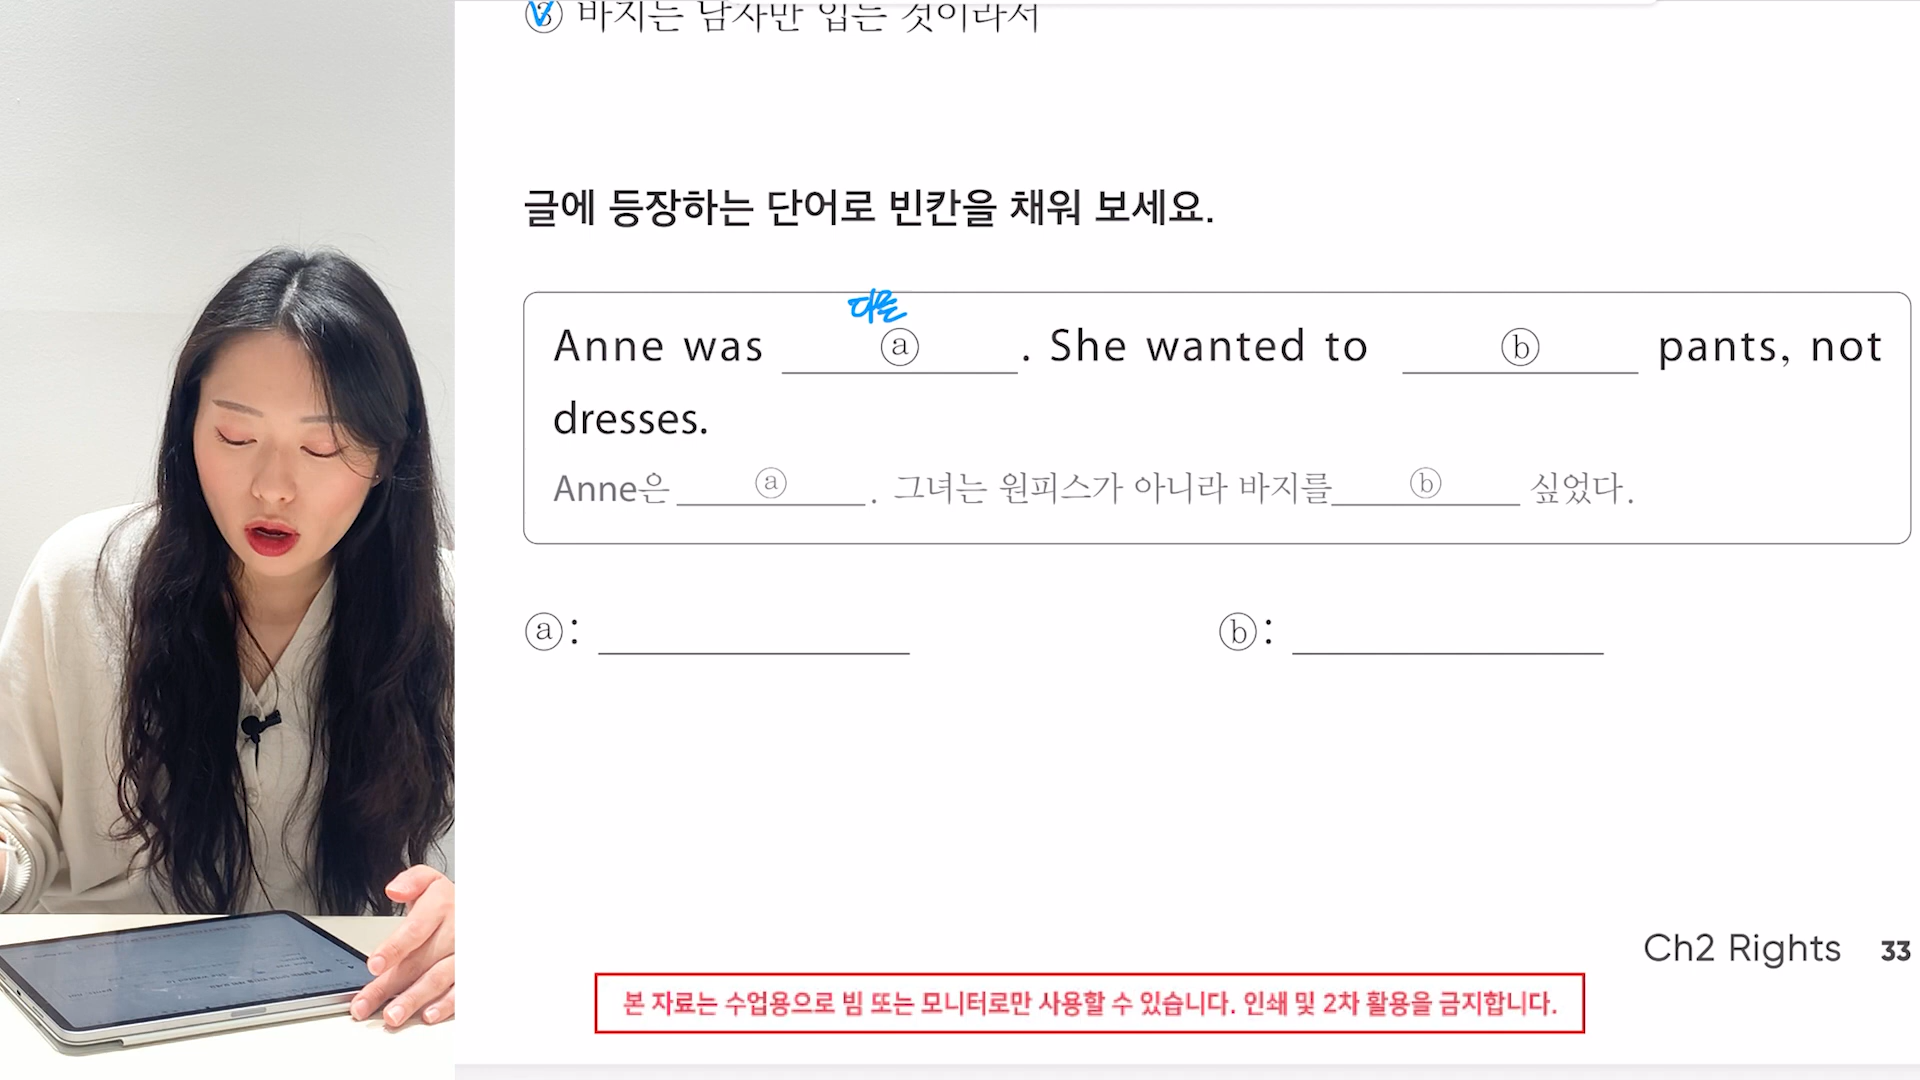 ③ 바지는 남자만 입는 것이라서
글에 등장하는 단어로 빈칸을 채워 보세요.
다른
Anne was ⓐ . She wanted to ⓑ pants, not
dresses.
Anne은 ⓐ . 그녀는 원피스가 아니라 바지를 ⓑ 싶었다.
ⓐ: ⓑ:
Ch2 Rights 33
본 자료는 수업용으로 빔 또는 모니터로만 사용할 수 있습니다. 인쇄 및 2차 활용을 금지합니다.